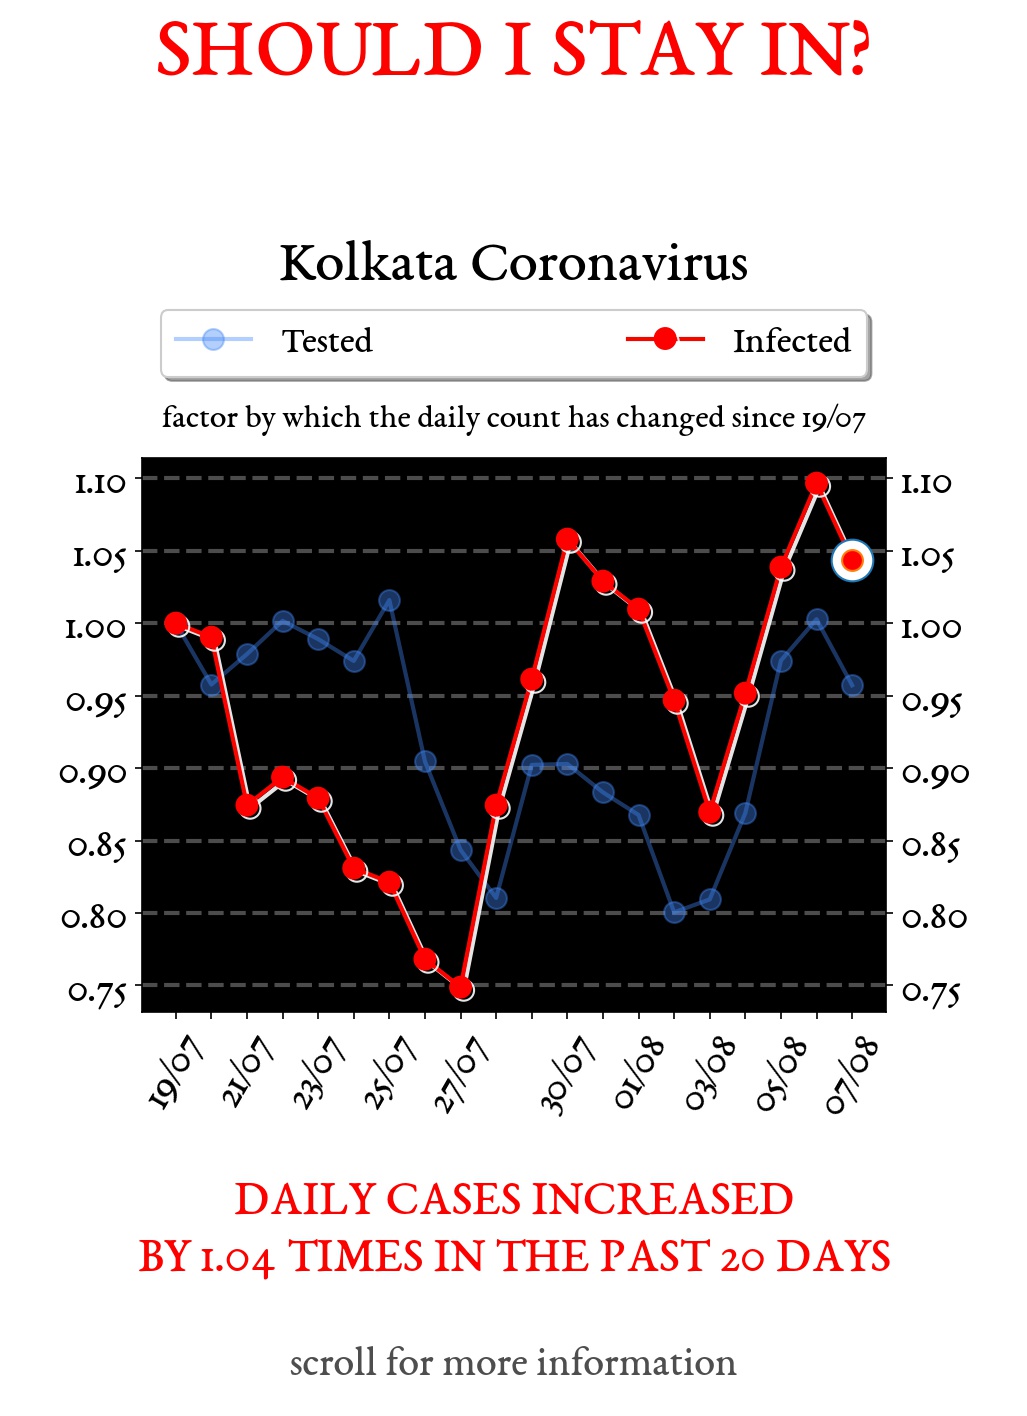 SHOULD I STAY IN?
Kolkata Coronavirus
Tested Infected
factor by which the daily count has changed since 19/07
1.10 1.10
1.05 1.05
1.00 1.00
0.95 0.95
0.90 0.90
0.85 0.85
0.80 0.80
0.75 0.75
19/07 21/07 23/07 25/07 27/07 30/07 01/08 03/08 05/08 07/08
DAILY CASES INCREASED
BY 1.04 TIMES IN THE PAST 20 DAYS
scroll for more information